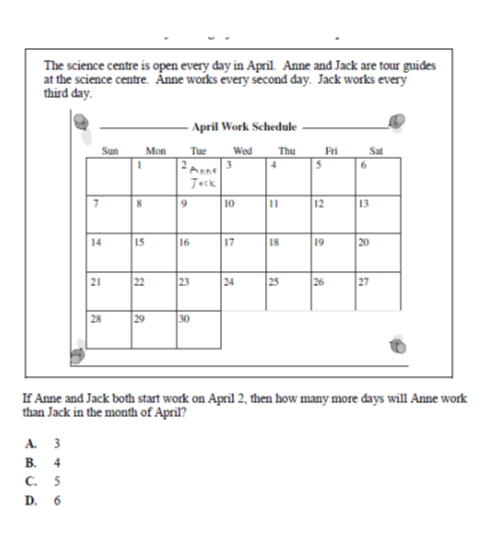 The science centre is open every day in April. Anne and Jack are tour guides
at the science centre. Anne works every second day. Jack works every
third day.
April Work Schedule
Sun Mon Tue Wed Thu Fri Sat
1 2 Anne 3 4 5 6
Jack
7 8 9 10 11 12 13
14 15 16 17 18 19 20
21 22 23 24 25 26 27
28 29 30
If Anne and Jack both start work on April 2, then how many more days will Anne work
than Jack in the month of April?
A. 3
B. 4
C. 5
D. 6